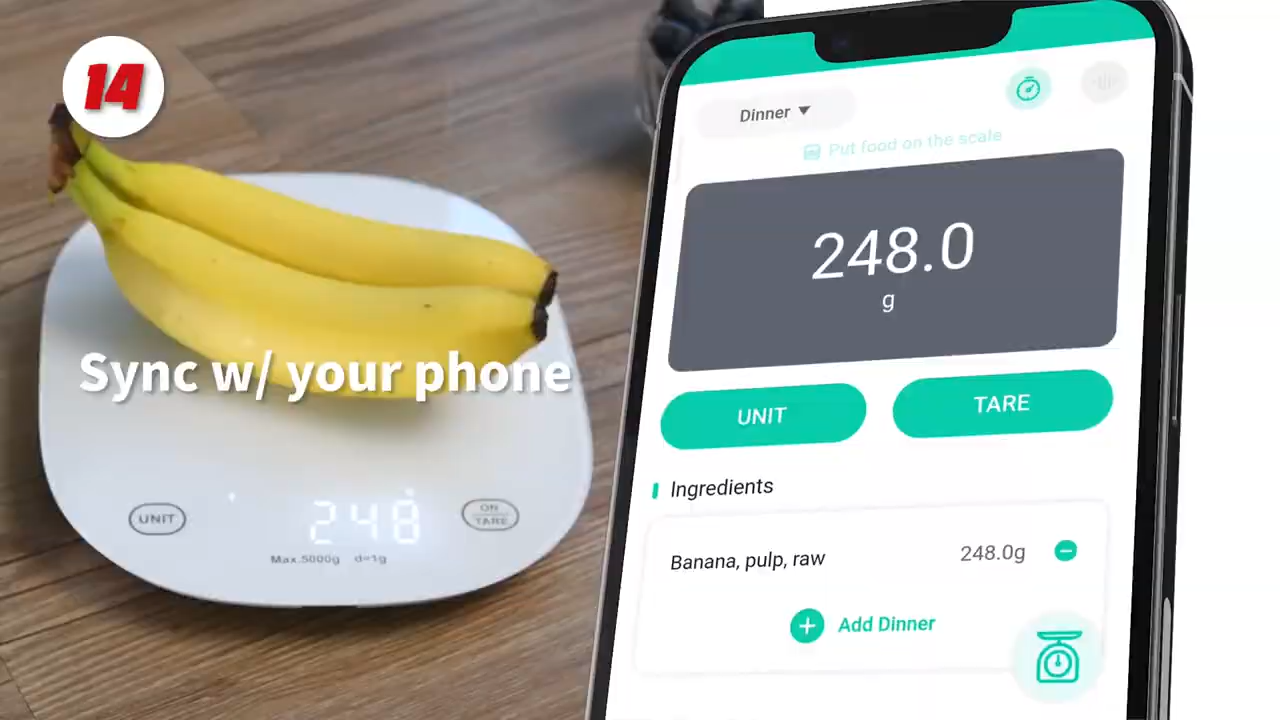 14
Sync w/ your phone
UNIT
248
ON
TARE
Max.5000g d=1g
Dinner ▼
Put food on the scale
248.0
g
UNIT
TARE
Ingredients
Banana, pulp, raw
248.0g
Add Dinner